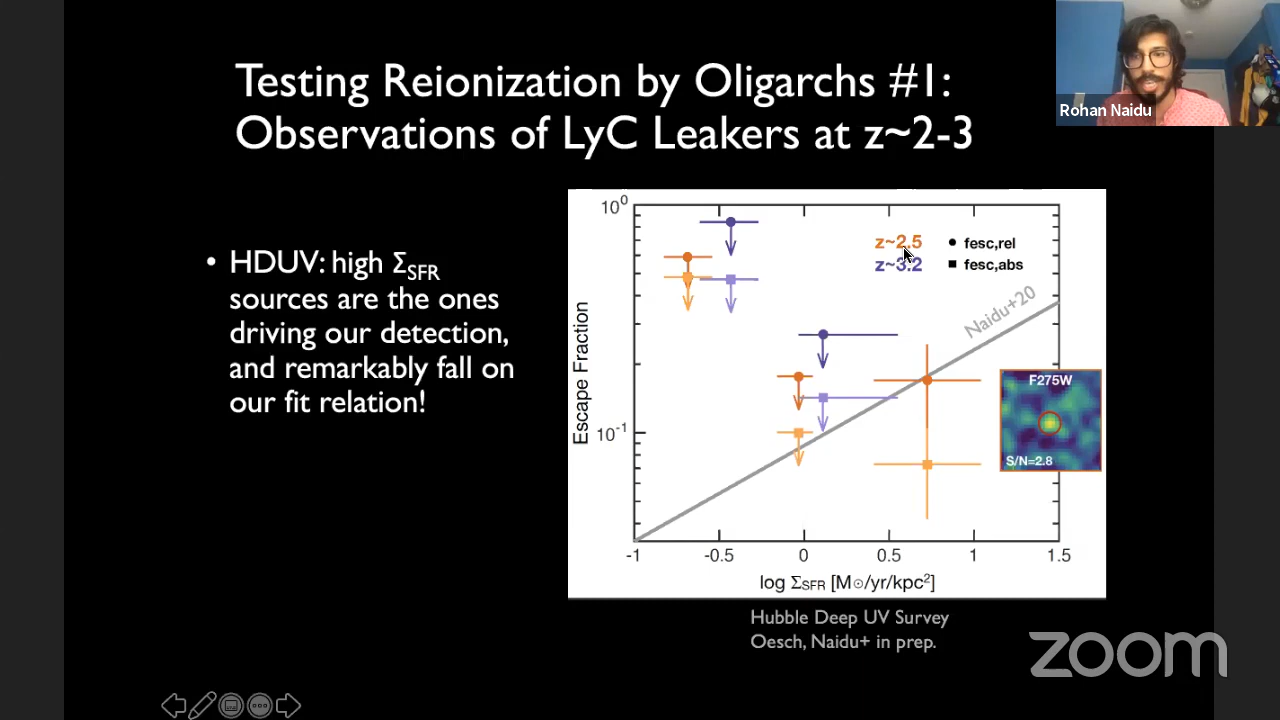 Testing Reionization by Oligarchs #1:
Observations of LyC Leakers at z~2-3
Rohan Naidu
• HDUV: high ΣSFR
sources are the ones
driving our detection,
and remarkably fall on
our fit relation!
10⁰
10⁻¹
Escape Fraction
z~2.5
fesc,rel
z~3.2
fesc,abs
Naidu+20
F275W
S/N=2.8
-1 -0.5 0 0.5 1 1.5
log ΣSFR [M☉/yr/kpc²]
Hubble Deep UV Survey
Oesch, Naidu+ in prep.
zoom